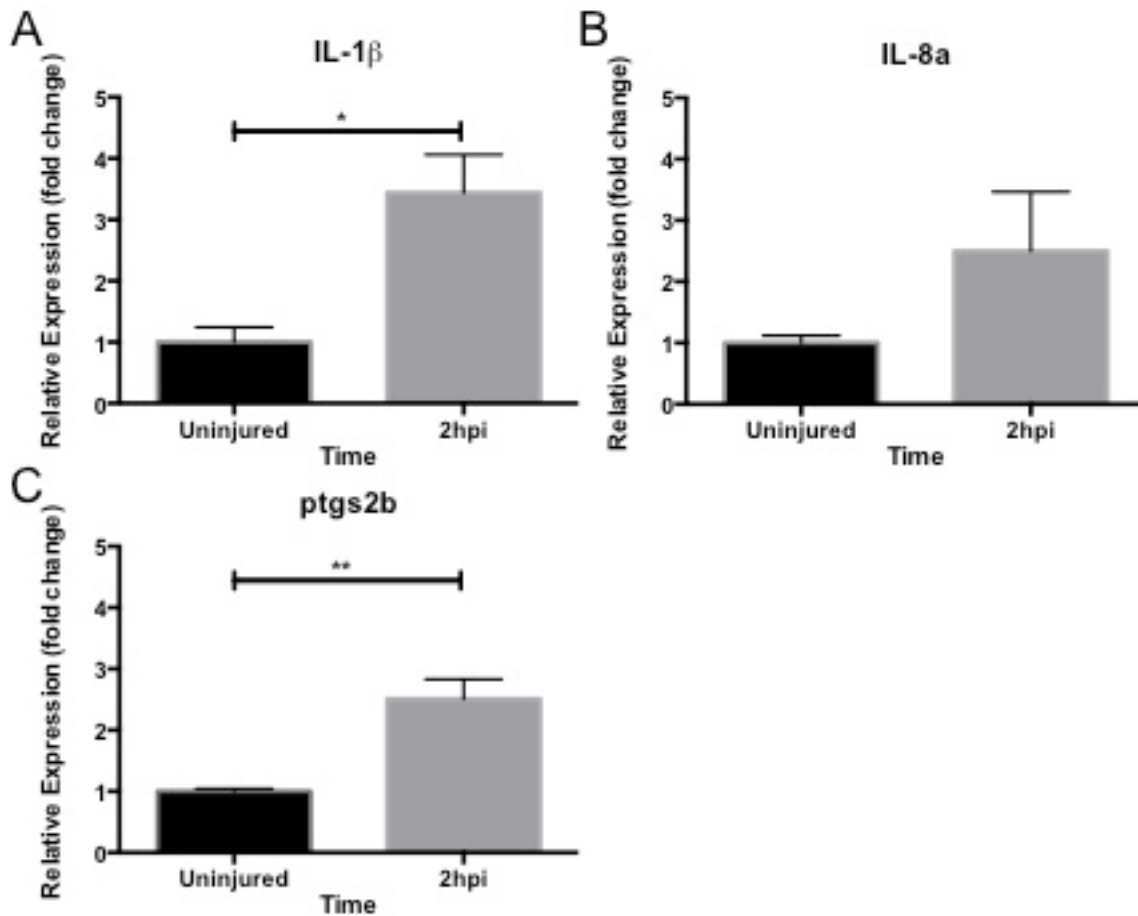 A
IL-1β
Relative Expression (fold change)
5
4
3
2
1
0
*
Uninjured
2hpi
Time
B
IL-8a
Relative Expression (fold change)
5
4
3
2
1
0
Uninjured
2hpi
Time
C
ptgs2b
Relative Expression (fold change)
5
4
3
2
1
0
**
Uninjured
2hpi
Time